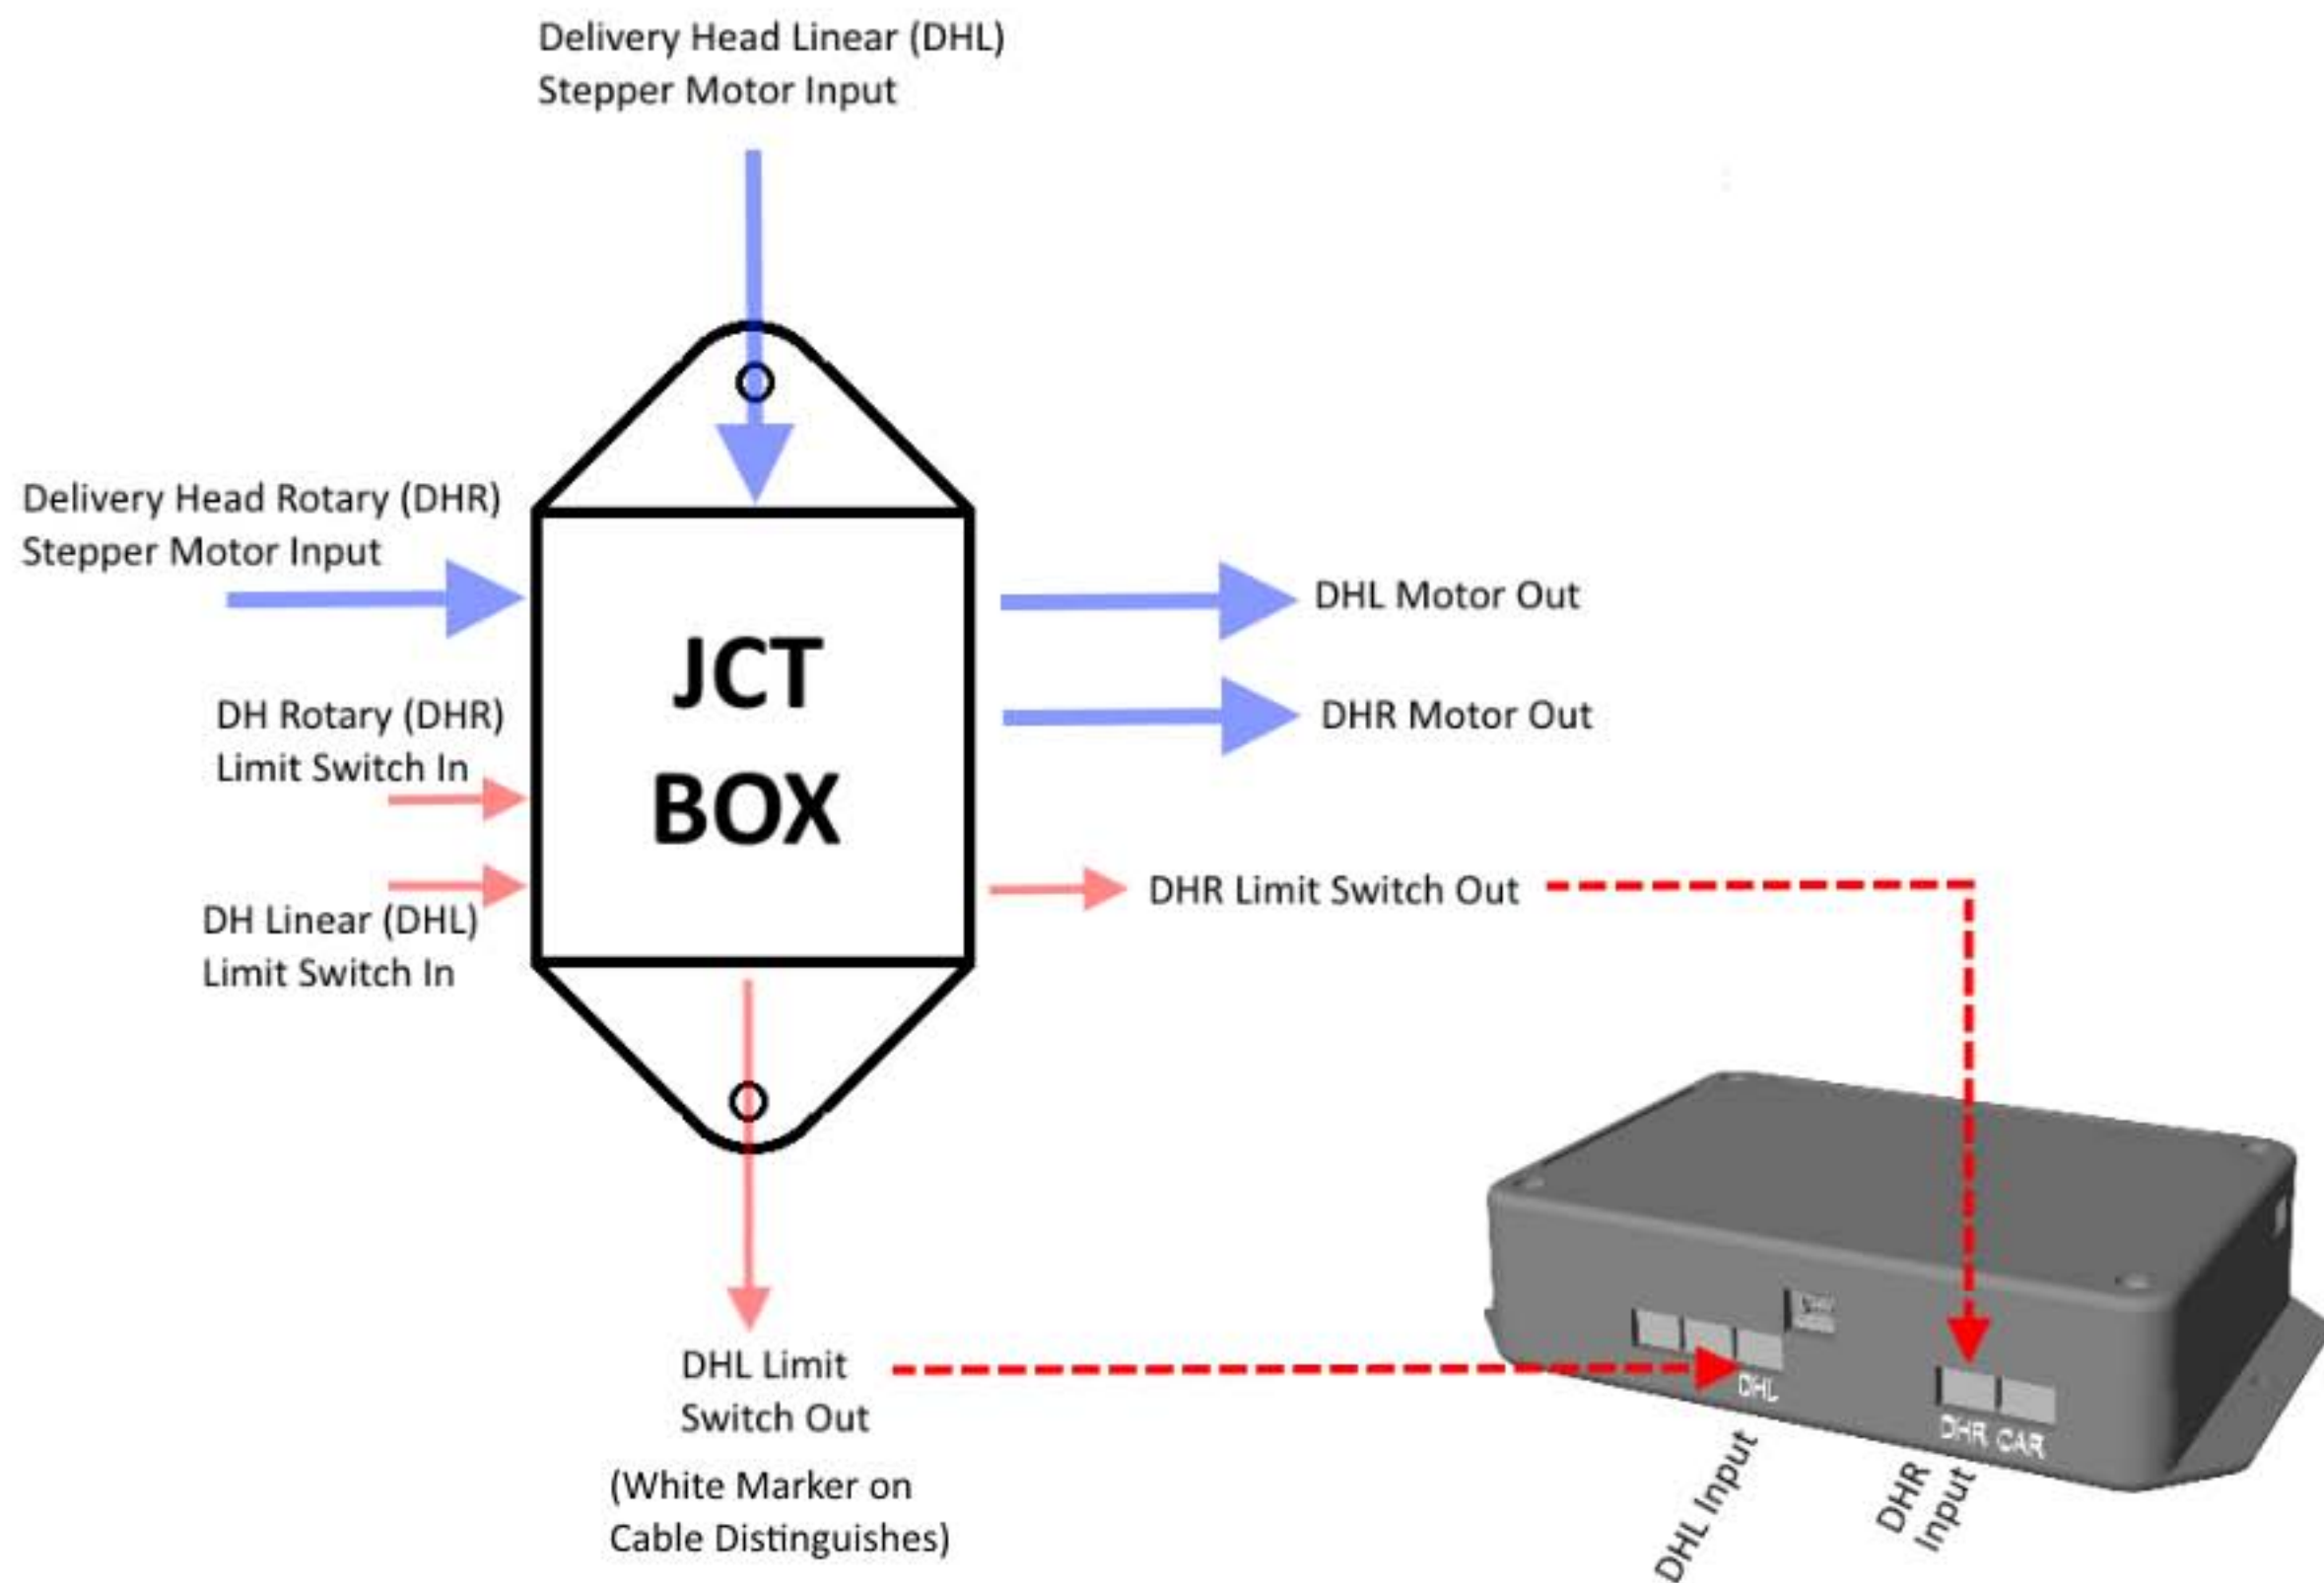 Delivery Head Linear (DHL)
Stepper Motor Input
Delivery Head Rotary (DHR)
Stepper Motor Input
DHL Motor Out
JCT
BOX
DH Rotary (DHR)
Limit Switch In
DHR Motor Out
DH Linear (DHL)
Limit Switch In
DHR Limit Switch Out
DHL Limit
Switch Out
(White Marker on
Cable Distinguishes)
DHL
DHR CAR
DHL Input
DHR
Input